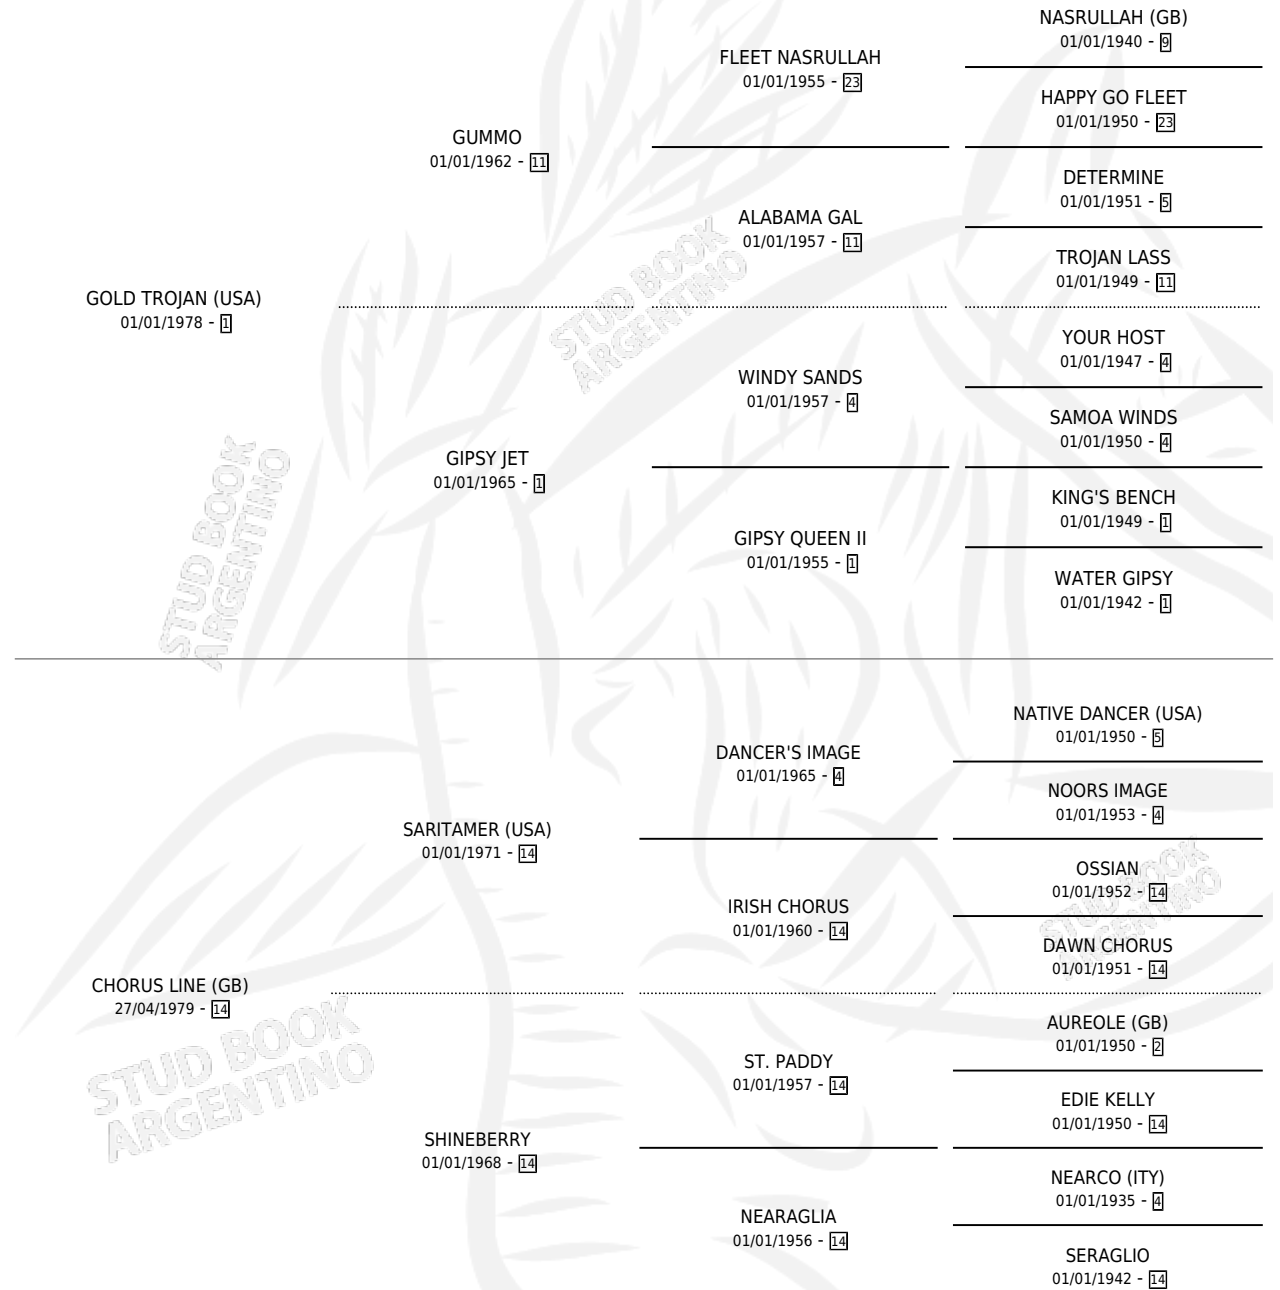 NASRULLAH (GB)
01/01/1940 - 9
FLEET NASRULLAH
01/01/1955 - 23
HAPPY GO FLEET
01/01/1950 - 23
GUMMO
01/01/1962 - 11
DETERMINE
01/01/1951 - 5
ALABAMA GAL
01/01/1957 - 11
TROJAN LASS
01/01/1949 - 11
GOLD TROJAN (USA)
01/01/1978 - 1
YOUR HOST
01/01/1947 - 4
WINDY SANDS
01/01/1957 - 4
SAMOA WINDS
01/01/1950 - 4
GIPSY JET
01/01/1965 - 1
KING'S BENCH
01/01/1949 - 1
GIPSY QUEEN II
01/01/1955 - 1
WATER GIPSY
01/01/1942 - 1
NATIVE DANCER (USA)
01/01/1950 - 5
DANCER'S IMAGE
01/01/1965 - 4
NOORS IMAGE
01/01/1953 - 4
SARITAMER (USA)
01/01/1971 - 14
OSSIAN
01/01/1952 - 14
IRISH CHORUS
01/01/1960 - 14
DAWN CHORUS
01/01/1951 - 14
CHORUS LINE (GB)
27/04/1979 - 14
AUREOLE (GB)
01/01/1950 - 2
ST. PADDY
01/01/1957 - 14
EDIE KELLY
01/01/1950 - 14
SHINEBERRY
01/01/1968 - 14
NEARCO (ITY)
01/01/1935 - 4
NEARAGLIA
01/01/1956 - 14
SERAGLIO
01/01/1942 - 14
STUD BOOK
ARGENTINO
STUD BOOK
ARGENTINO
STUD BOOK
ARGENTINO
STUD BOOK
ARGENTINO